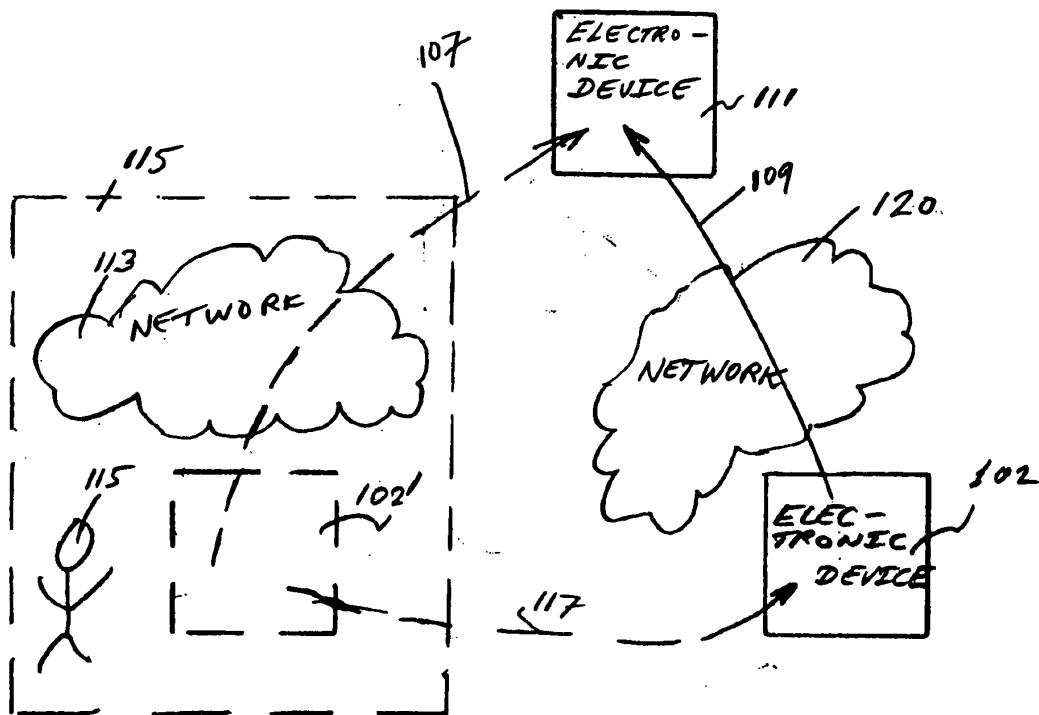 107
ELECTRO-
NIC
DEVICE
111
115
109
120
113
NETWORK
NETWORK
115
102'
102
ELEC-
TRONIC
DEVICE
117